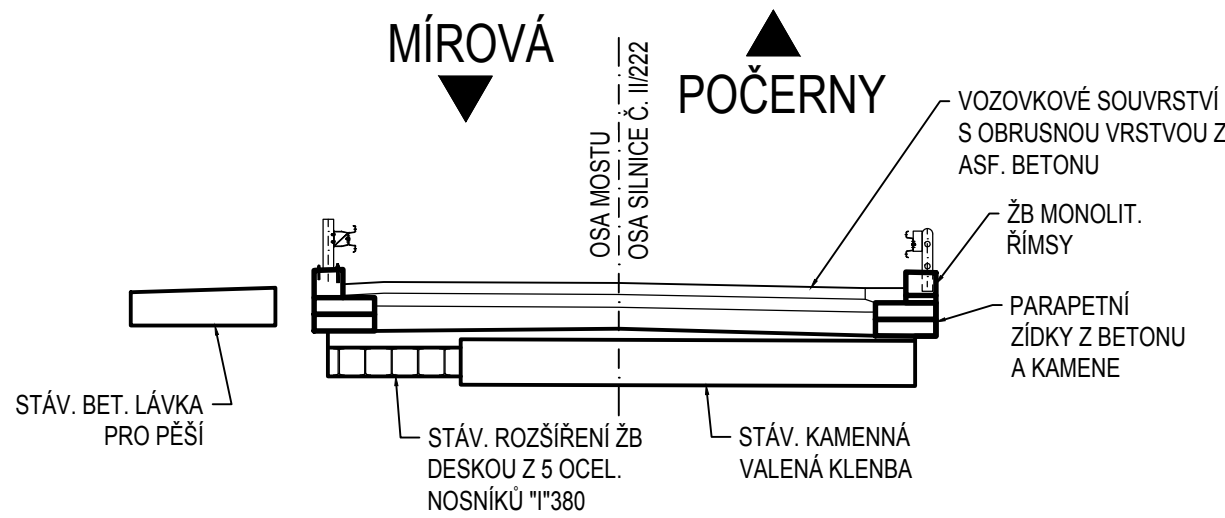 MÍROVÁ
POČERNY
OSA MOSTU
OSA SILNICE Č. II/222
VOZOVKOVÉ SOUVRSTVÍ
S OBRUSNOU VRSTVOU Z
ASF. BETONU
ŽB MONOLIT.
ŘÍMSY
PARAPETNÍ
ZÍDKY Z BETONU
A KAMENE
STÁV. BET. LÁVKA
PRO PĚŠÍ
STÁV. ROZŠÍŘENÍ ŽB
DESKOU Z 5 OCEL.
NOSNÍKŮ "I"380
STÁV. KAMENNÁ
VALENÁ KLENBA